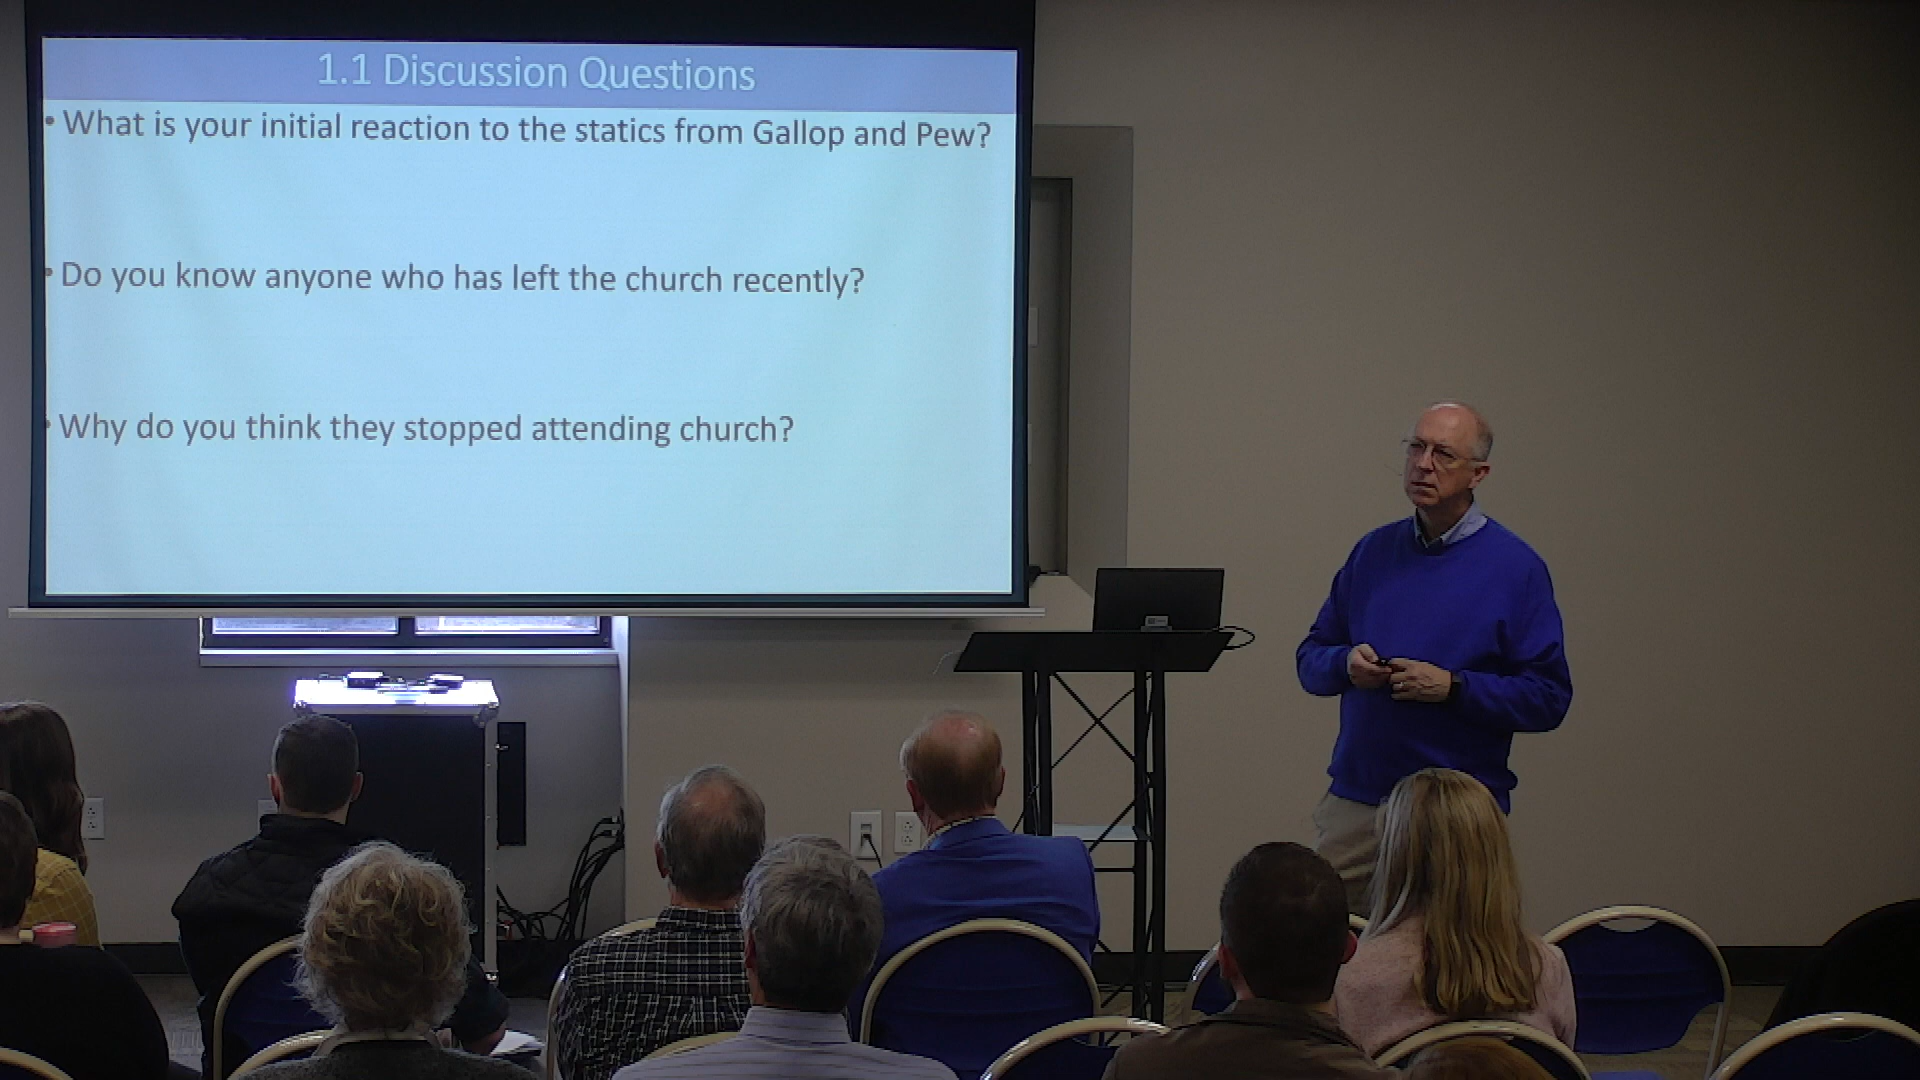 1.1 Discussion Questions
• What is your initial reaction to the statics from Gallop and Pew?
• Do you know anyone who has left the church recently?
• Why do you think they stopped attending church?